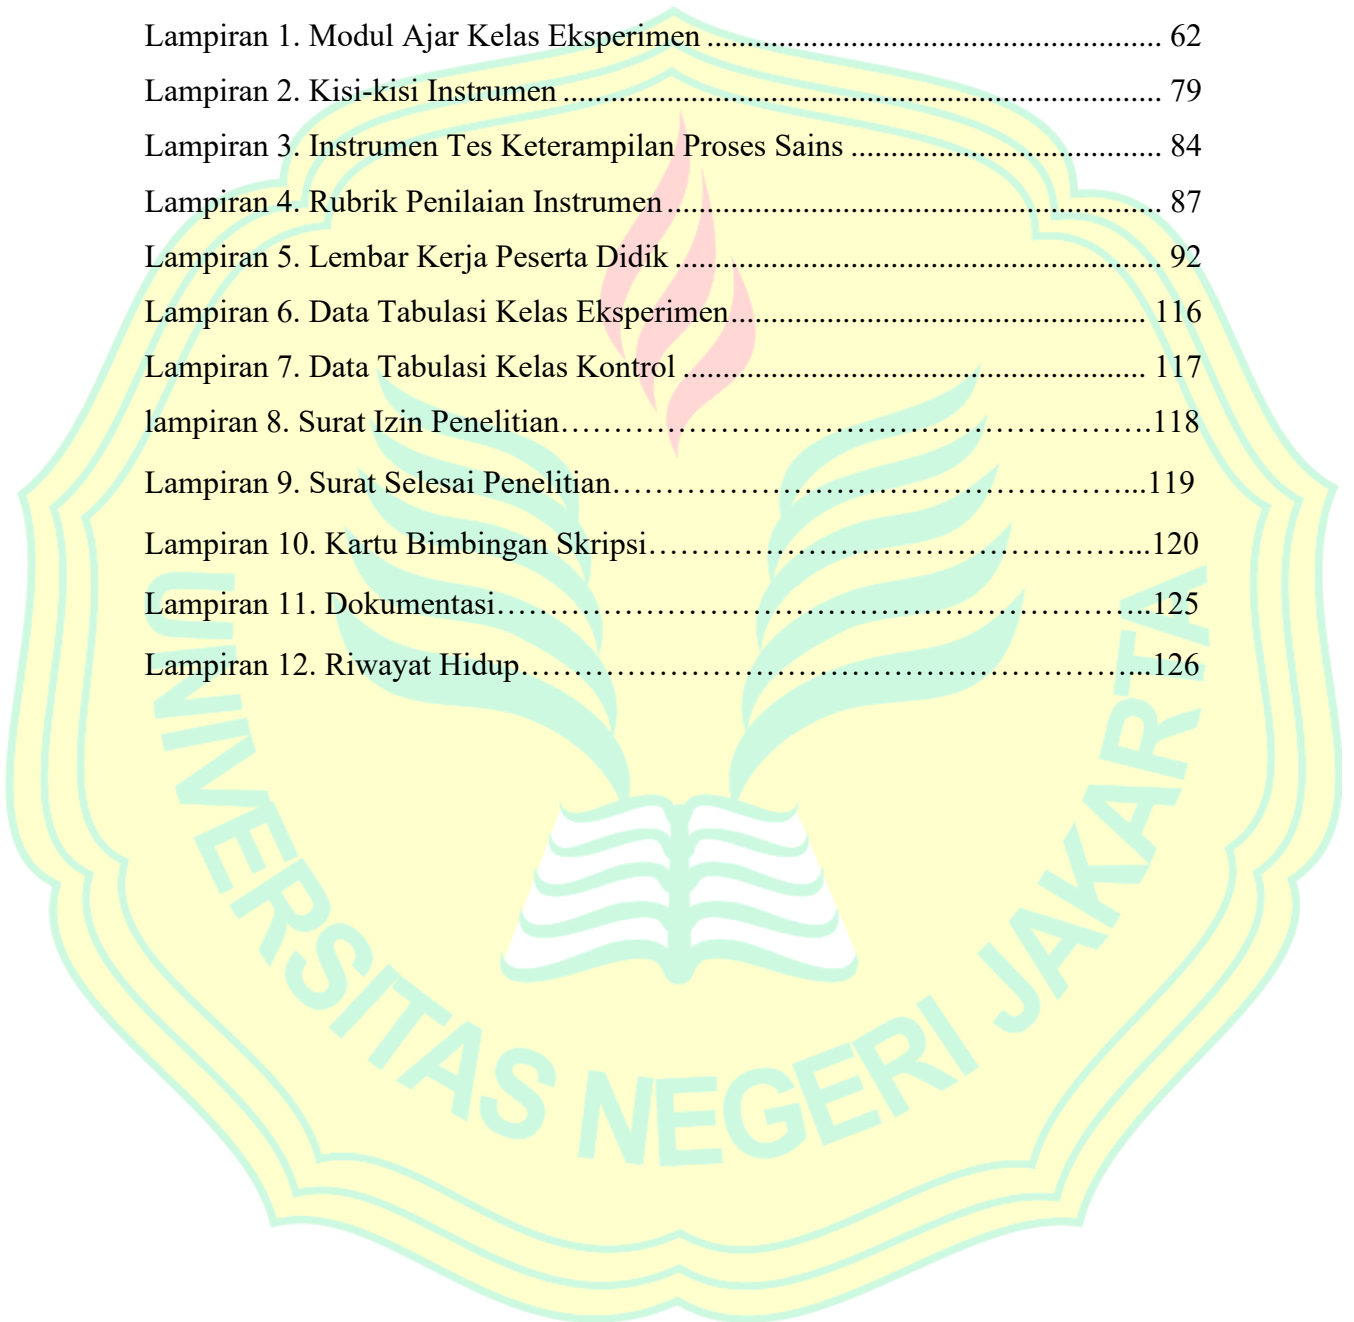 Lampiran 1. Modul Ajar Kelas Eksperimen ........................................................ 62
Lampiran 2. Kisi-kisi Instrumen .......................................................................... 79
Lampiran 3. Instrumen Tes Keterampilan Proses Sains ...................................... 84
Lampiran 4. Rubrik Penilaian Instrumen ............................................................. 87
Lampiran 5. Lembar Kerja Peserta Didik ............................................................ 92
Lampiran 6. Data Tabulasi Kelas Eksperimen................................................... 116
Lampiran 7. Data Tabulasi Kelas Kontrol ......................................................... 117
lampiran 8. Surat Izin Penelitian………………….………………………………….118
Lampiran 9. Surat Selesai Penelitian…………………………………………………...119
Lampiran 10. Kartu Bimbingan Skripsi………………………………………………...120
Lampiran 11. Dokumentasi……………………………………………………………..125
Lampiran 12. Riwayat Hidup…………………………………………………………...126
UNIVERSITAS NEGERI JAKARTA